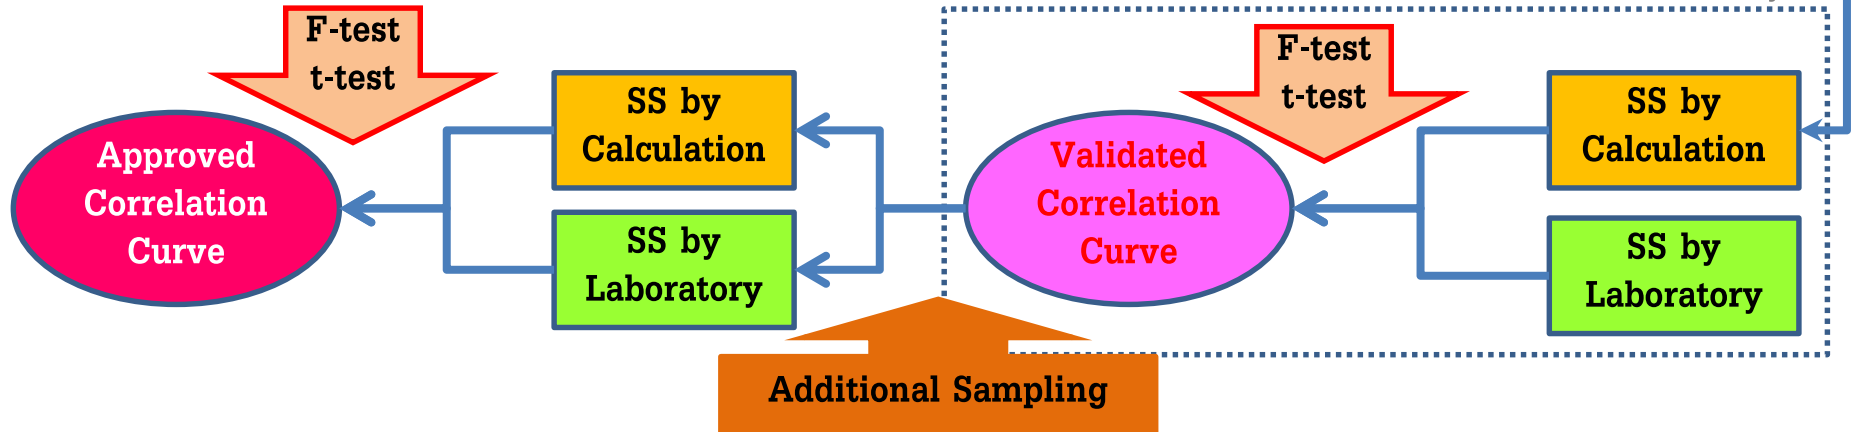 F-test
t-test
SS by
Calculation
Approved
Correlation
Curve
SS by
Laboratory
F-test
t-test
Validated
Correlation
Curve
SS by
Calculation
SS by
Laboratory
Additional Sampling